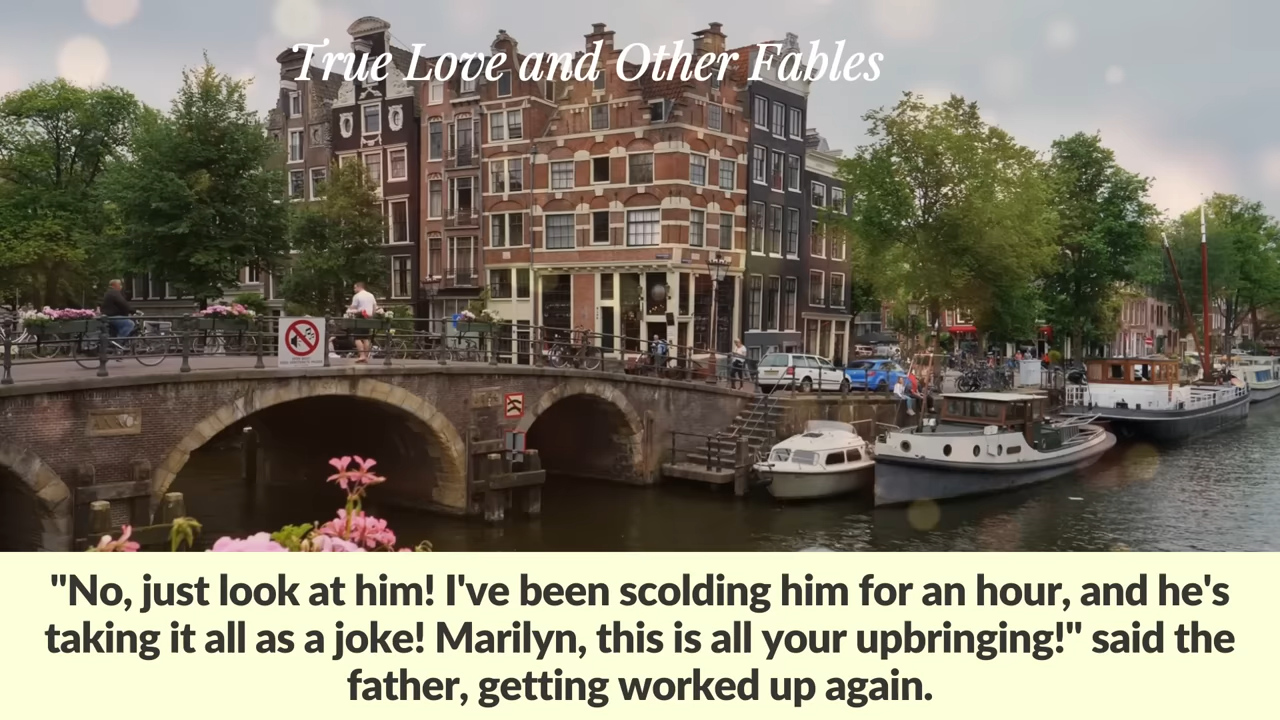 True Love and Other Fables
"No, just look at him! I've been scolding him for an hour, and he's
taking it all as a joke! Marilyn, this is all your upbringing!" said the
father, getting worked up again.